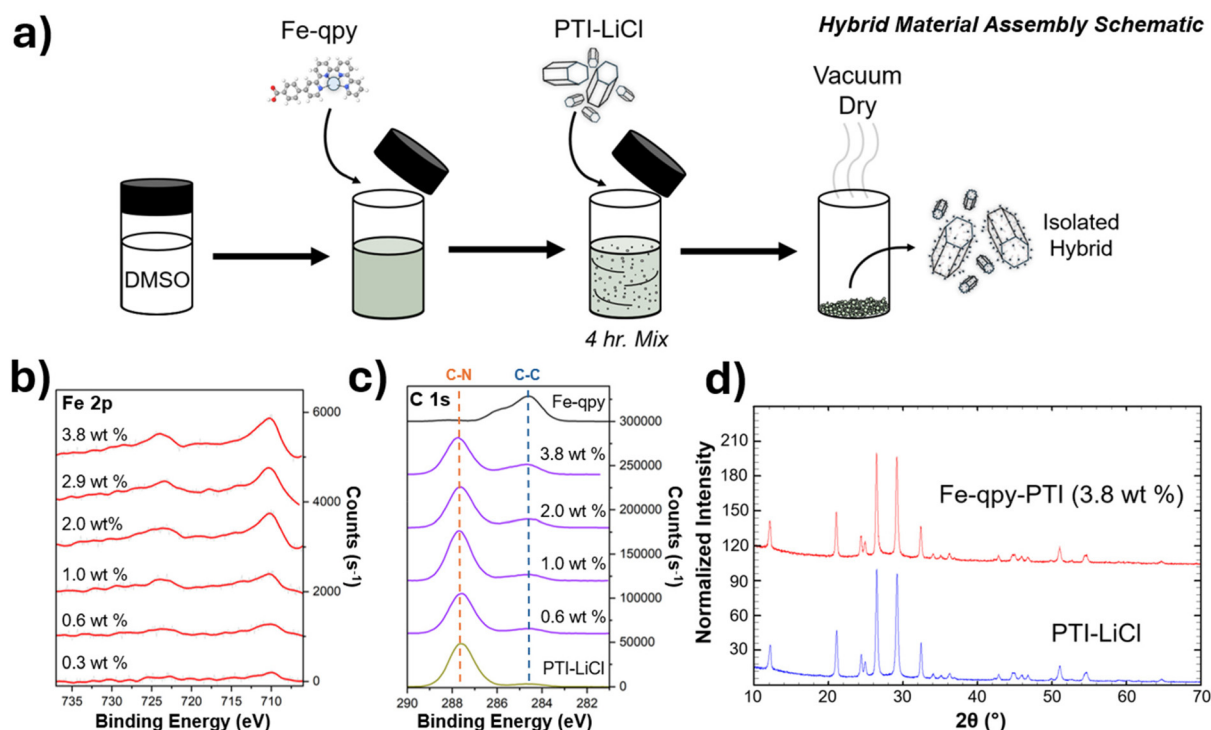 a)
Hybrid Material Assembly Schematic
Fe-qpy
PTI-LiCl
Vacuum
Dry
DMSO
4 hr. Mix
Isolated
Hybrid
b)
Fe 2p
3.8 wt %
2.9 wt %
2.0 wt%
1.0 wt %
0.6 wt %
0.3 wt %
6000
4000
2000
0
Counts (s-1)
735 730 725 720 715 710
Binding Energy (eV)
c)
C-N
C-C
C 1s
Fe-qpy
3.8 wt %
2.0 wt %
1.0 wt %
0.6 wt %
PTI-LiCl
300000
250000
200000
150000
100000
50000
0
Counts (s-1)
290 288 286 284 282
Binding Energy (eV)
d)
Normalized Intensity
210
180
150
120
90
60
30
Fe-qpy-PTI (3.8 wt %)
PTI-LiCl
10 20 30 40 50 60 70
2θ (°)